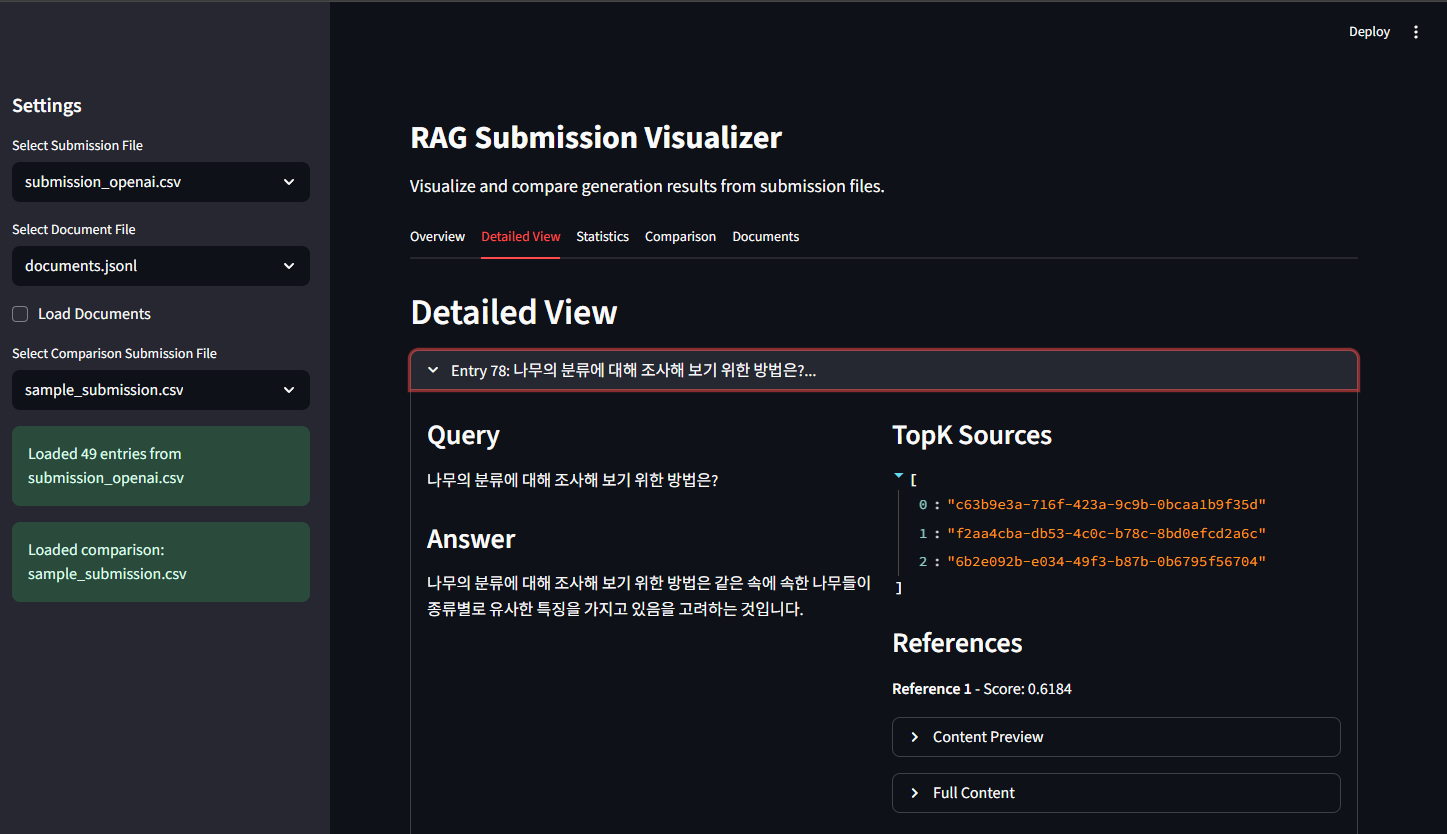 Deploy
Settings
Select Submission File
submission_openai.csv
Select Document File
documents.jsonl
Load Documents
Select Comparison Submission File
sample_submission.csv
Loaded 49 entries from
submission_openai.csv
Loaded comparison:
sample_submission.csv
RAG Submission Visualizer
Visualize and compare generation results from submission files.
Overview Detailed View Statistics Comparison Documents
Detailed View
Entry 78: 나무의 분류에 대해 조사해 보기 위한 방법은?...
Query
나무의 분류에 대해 조사해 보기 위한 방법은?
Answer
나무의 분류에 대해 조사해 보기 위한 방법은 같은 속에 속한 나무들이
종류별로 유사한 특징을 가지고 있음을 고려하는 것입니다.
TopK Sources
[
0 : "c63b9e3a-716f-423a-9c9b-0bcaa1b9f35d"
1 : "f2aa4cba-db53-4c0c-b78c-8bd0efcd2a6c"
2 : "6b2e092b-e034-49f3-b87b-0b6795f56704"
]
References
Reference 1 - Score: 0.6184
Content Preview
Full Content